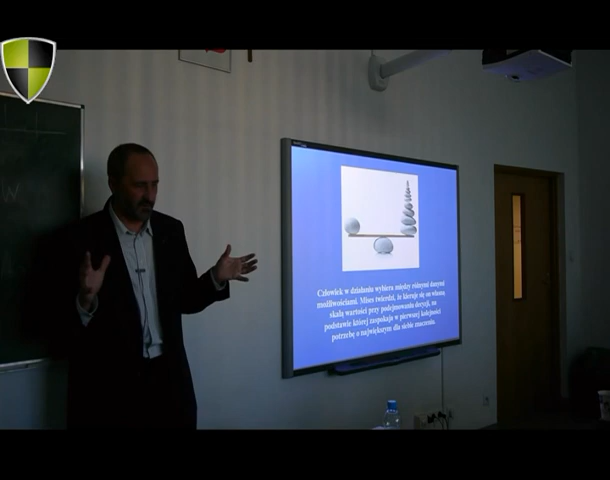 Człowiek w działaniu wybiera między różnymi danymi
możliwościami. Mises twierdzi, że kieruje się on własną
skalą wartości przy podejmowaniu decyzji, na
podstawie której zaspokaja w pierwszej kolejności
potrzebę o największym dla siebie znaczeniu.